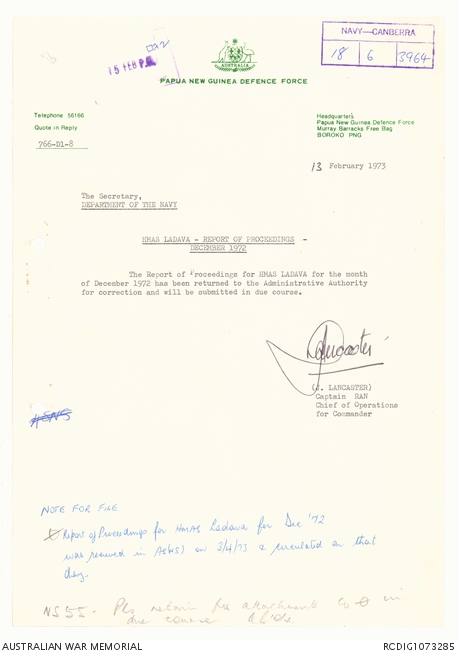 NAVY—CANBERRA
18 6 3964
15 FEB
AUSTRALIA
PAPUA NEW GUINEA DEFENCE FORCE
Telephone 56166
Quote in Reply
766-D1-8
Headquarters
Papua New Guinea Defence Force
Murray Barracks Free Bag
BOROKO PNG
13 February 1973
The Secretary,
DEPARTMENT OF THE NAVY
HMAS LADAVA - REPORT OF PROCEEDINGS -
DECEMBER 1972
The Report of Proceedings for HMAS LADAVA for the month
of December 1972 has been returned to the Administrative Authority
for correction and will be submitted in due course.
JLancaster
(J. LANCASTER)
Captain RAN
Chief of Operations
for Commander
NOTE FOR FILE
Report of Proceedings for HMAS Ladava for Dec '72
was received in on 3/4/73 & circulated on that
day.
NS55. Pls retain for attachment to in
due course
AUSTRALIAN WAR MEMORIAL
RCDIG1073285